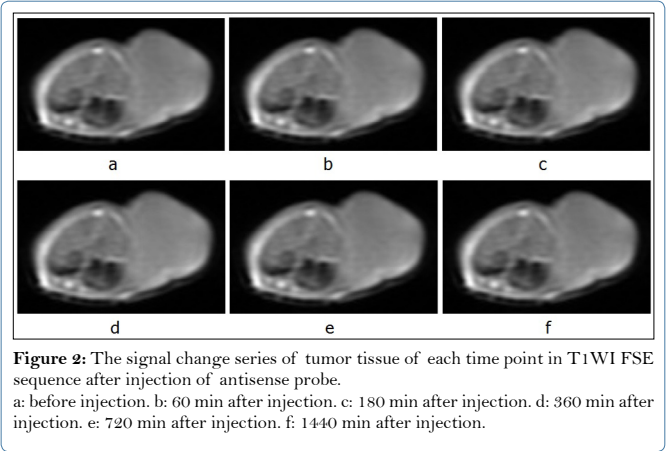 a b c
d e f
Figure 2: The signal change series of tumor tissue of each time point in T1WI FSE
sequence after injection of antisense probe.
a: before injection. b: 60 min after injection. c: 180 min after injection. d: 360 min after
injection. e: 720 min after injection. f: 1440 min after injection.